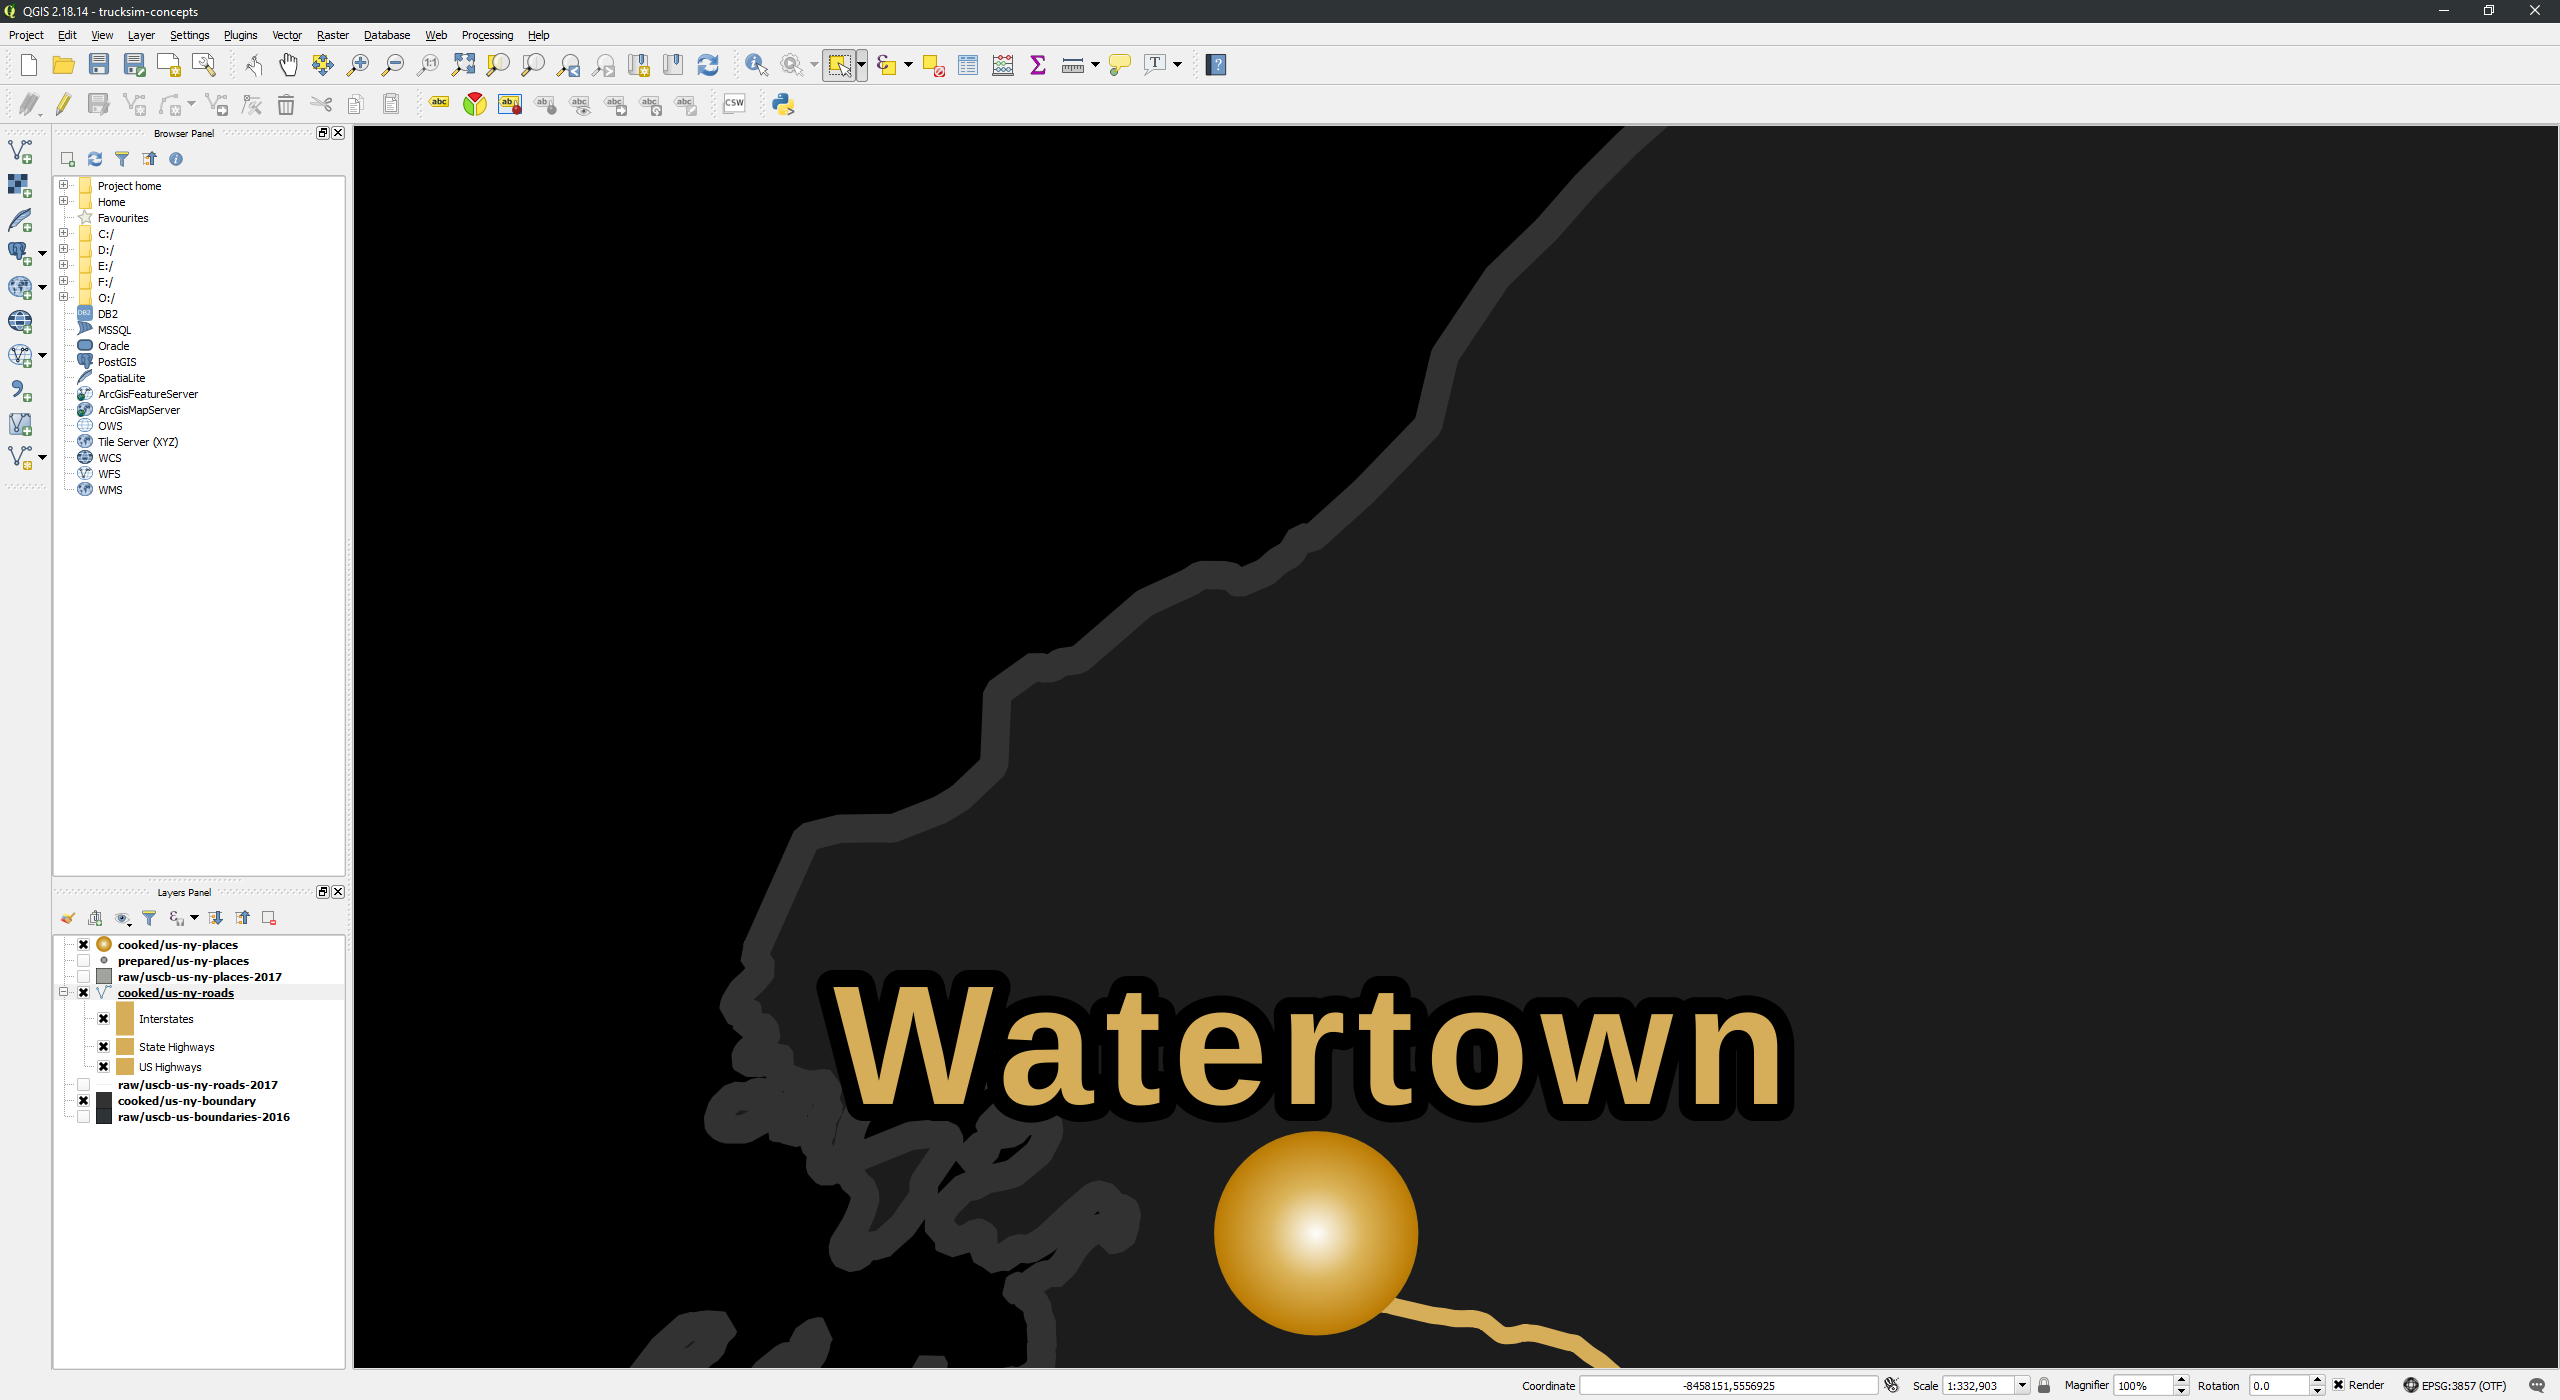 QGIS 2.18.14 - trucksim-concepts
Project Edit View Layer Settings Plugins Vector Raster Database Web Processing Help
Browser Panel
Project home
Home
Favourites
C:/
D:/
E:/
F:/
O:/
DB2
MSSQL
Oracle
PostGIS
SpatiaLite
ArcGisFeatureServer
ArcGisMapServer
OWS
Tile Server (XYZ)
WCS
WFS
WMS
Layers Panel
cooked/us-ny-places
prepared/us-ny-places
raw/uscb-us-ny-places-2017
cooked/us-ny-roads
Interstates
State Highways
US Highways
raw/uscb-us-ny-roads-2017
cooked/us-ny-boundary
raw/uscb-us-boundaries-2016
Watertown
Coordinate -8458151,5556925 Scale 1:332,903 Magnifier 100% Rotation 0.0 Render EPSG:3857 (OTF)